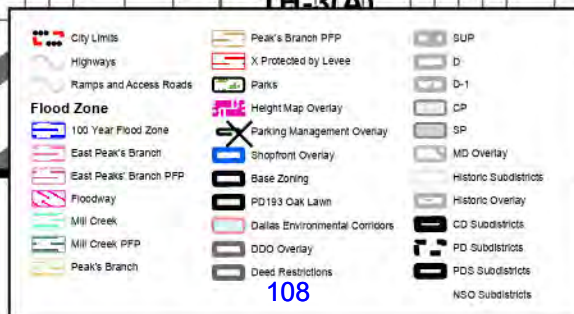 TH-3(A)
City Limits
Highways
Ramps and Access Roads
Flood Zone
100 Year Flood Zone
East Peak's Branch
East Peaks' Branch PFP
Floodway
Mill Creek
Mill Creek PFP
Peak's Branch
Peak's Branch PFP
X Protected by Levee
Parks
Height Map Overlay
Parking Management Overlay
Shopfront Overlay
Base Zoning
PD193 Oak Lawn
Dallas Environmental Corridors
DDO Overlay
Deed Restrictions
108
SUP
D
D-1
CP
SP
MD Overlay
Historic Subdistricts
Historic Overlay
CD Subdistricts
PD Subdistricts
PDS Subdistricts
NSO Subdistricts